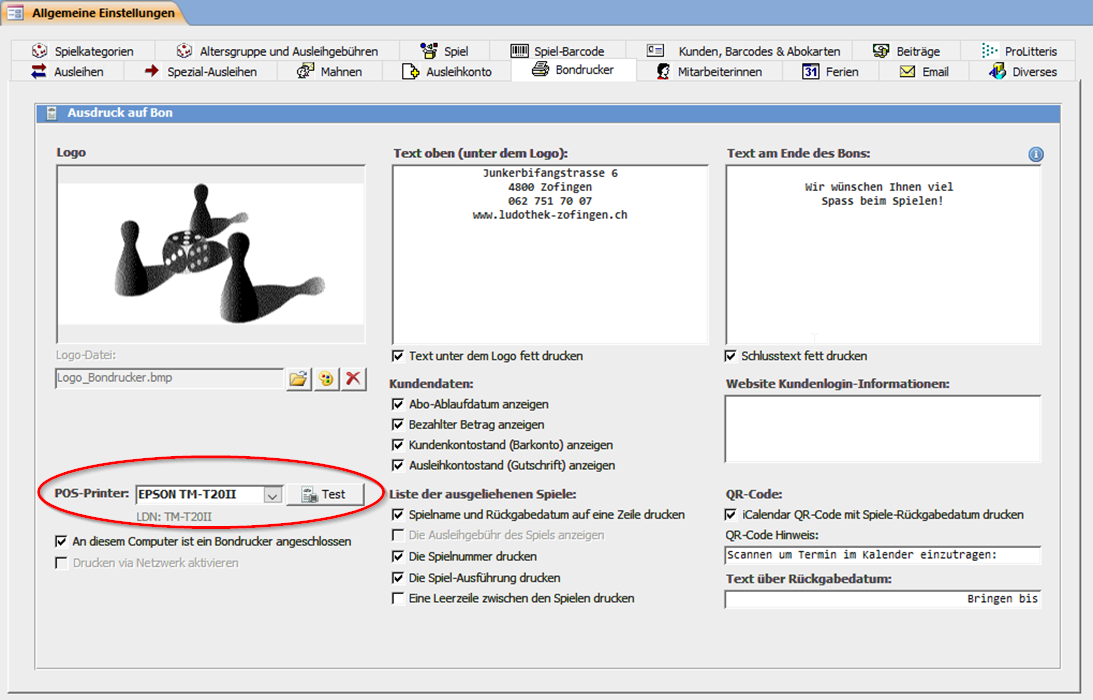 Allgemeine Einstellungen
Spielkategorien
Altersgruppe und Ausleihgebühren
Spiel
Spiel-Barcode
Kunden, Barcodes & Abokarten
Beiträge
ProLitteris
Ausleihen
Spezial-Ausleihen
Mahnen
Ausleihkonto
Bondrucker
Mitarbeiterinnen
31 Ferien
Email
Diverses
Ausdruck auf Bon
Logo
Logo-Datei:
Logo_Bondrucker.bmp
POS-Printer: EPSON TM-T20II Test
LDN: TM-T20II
An diesem Computer ist ein Bondrucker angeschlossen
Drucken via Netzwerk aktivieren
Text oben (unter dem Logo):
Junkerbifangstrasse 6
4800 Zofingen
062 751 70 07
www.ludothek-zofingen.ch
Text unter dem Logo fett drucken
Kundendaten:
Abo-Ablaufdatum anzeigen
Bezahlter Betrag anzeigen
Kundenkontostand (Barkonto) anzeigen
Ausleihkontostand (Gutschrift) anzeigen
Liste der ausgeliehenen Spiele:
Spielname und Rückgabedatum auf eine Zeile drucken
Die Ausleihgebühr des Spiels anzeigen
Die Spielnummer drucken
Die Spiel-Ausführung drucken
Eine Leerzeile zwischen den Spielen drucken
Text am Ende des Bons:
Wir wünschen Ihnen viel
Spass beim Spielen!
Schlusstext fett drucken
Website Kundenlogin-Informationen:
QR-Code:
iCalendar QR-Code mit Spiele-Rückgabedatum drucken
QR-Code Hinweis:
Scannen um Termin im Kalender einzutragen:
Text über Rückgabedatum:
Bringen bis